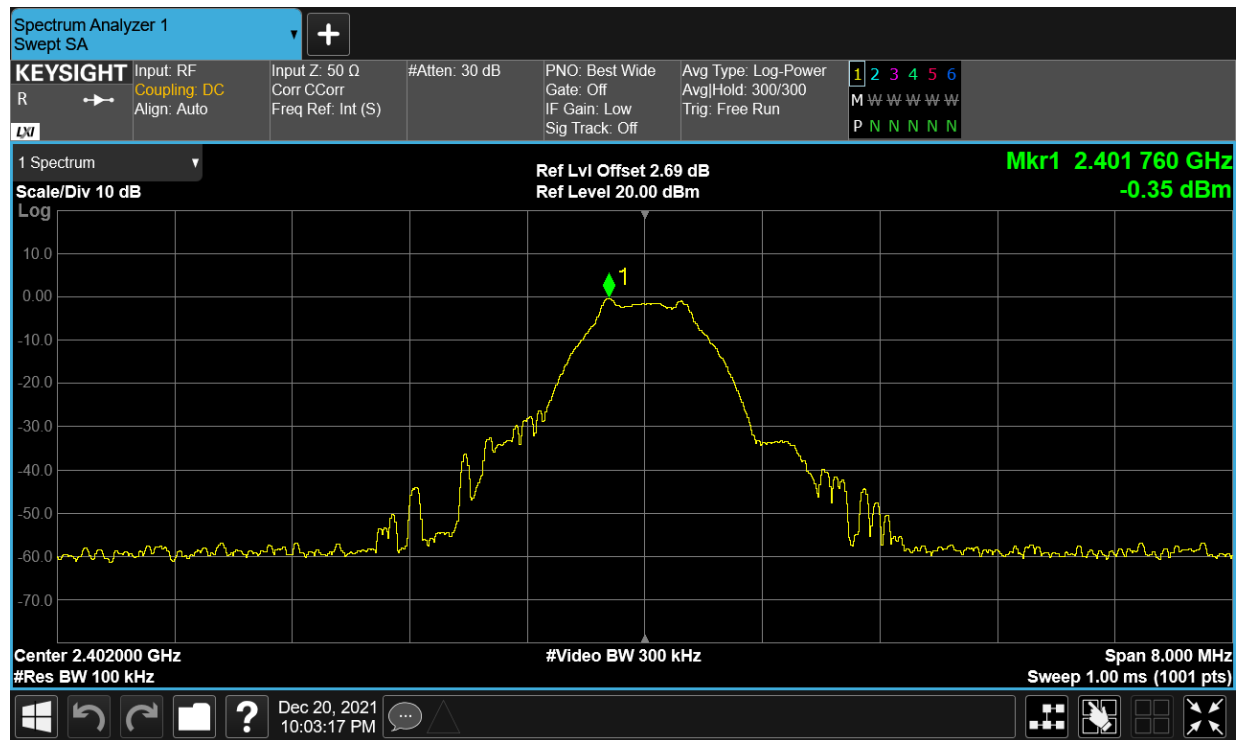 Spectrum Analyzer 1
Swept SA
+
KEYSIGHT
R
LXI
Input: RF
Coupling: DC
Align: Auto
Input Z: 50 Ω
Corr CCorr
Freq Ref: Int (S)
#Atten: 30 dB
PNO: Best Wide
Gate: Off
IF Gain: Low
Sig Track: Off
Avg Type: Log-Power
Avg|Hold: 300/300
Trig: Free Run
1 2 3 4 5 6
M W W W W W
P N N N N N N
1 Spectrum
Scale/Div 10 dB
Log
Ref Lvl Offset 2.69 dB
Ref Level 20.00 dBm
Mkr1 2.401 760 GHz
-0.35 dBm
10.0
0.00
-10.0
-20.0
-30.0
-40.0
-50.0
-60.0
-70.0
1
Center 2.402000 GHz
#Res BW 100 kHz
#Video BW 300 kHz
Span 8.000 MHz
Sweep 1.00 ms (1001 pts)
?
Dec 20, 2021
10:03:17 PM